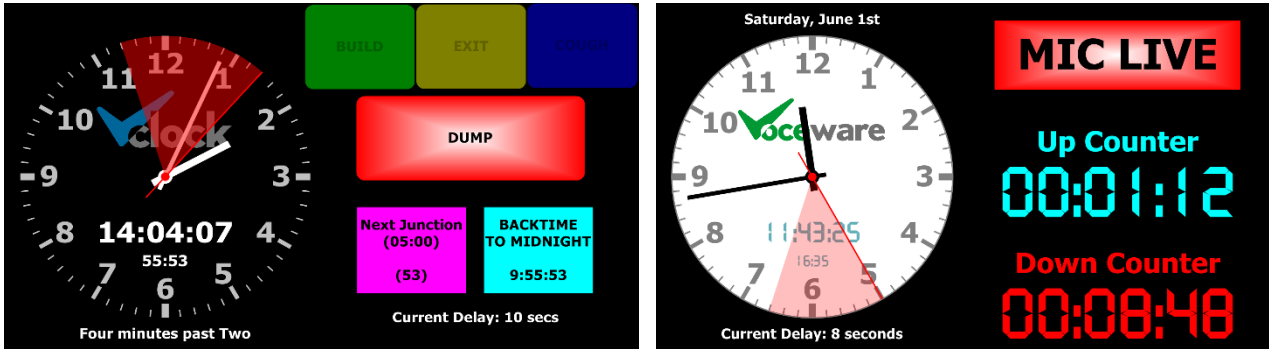 BUILD
EXIT
COUGH
12
11
1
10
2
clock
9
3
8
4
14:04:07
55:53
7
5
6
Four minutes past Two
DUMP
Next Junction
(05:00)
(53)
BACKTIME
TO MIDNIGHT
9:55:53
Current Delay: 10 secs
Saturday, June 1st
12
11
1
10
2
oceware
9
3
8
4
11:43:25
16:35
7
5
6
Current Delay: 8 seconds
MIC LIVE
Up Counter
00:01:12
Down Counter
00:08:48